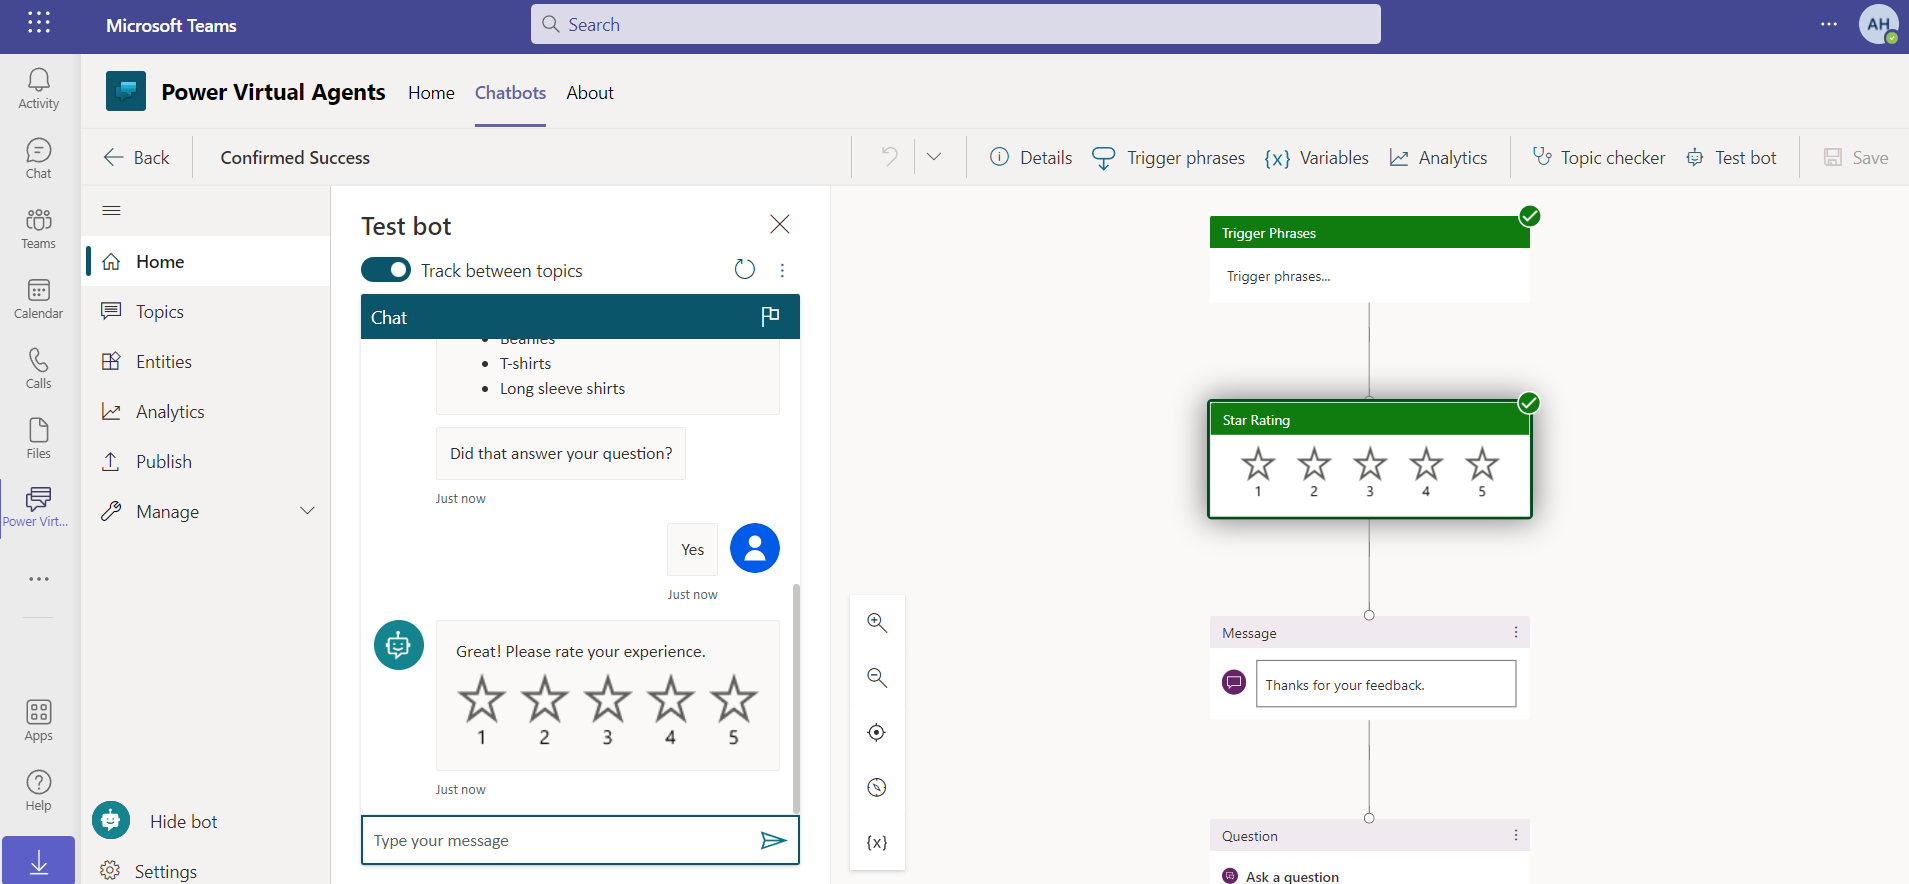 Microsoft Teams
Search
AH
Activity
Chat
Teams
Calendar
Calls
Files
Power Virt...
Apps
Help
Power Virtual Agents
Home
Chatbots
About
Back
Confirmed Success
Details
Trigger phrases
{x} Variables
Analytics
Topic checker
Test bot
Save
Home
Topics
Entities
Analytics
Publish
Manage
Hide bot
Settings
Test bot
Track between topics
Chat
• Beanies
• T-shirts
• Long sleeve shirts
Did that answer your question?
Just now
Yes
Just now
Great! Please rate your experience.
1 2 3 4 5
Just now
Type your message
{x}
Trigger Phrases
Trigger phrases...
Star Rating
1 2 3 4 5
Message
Thanks for your feedback.
Question
Ask a question